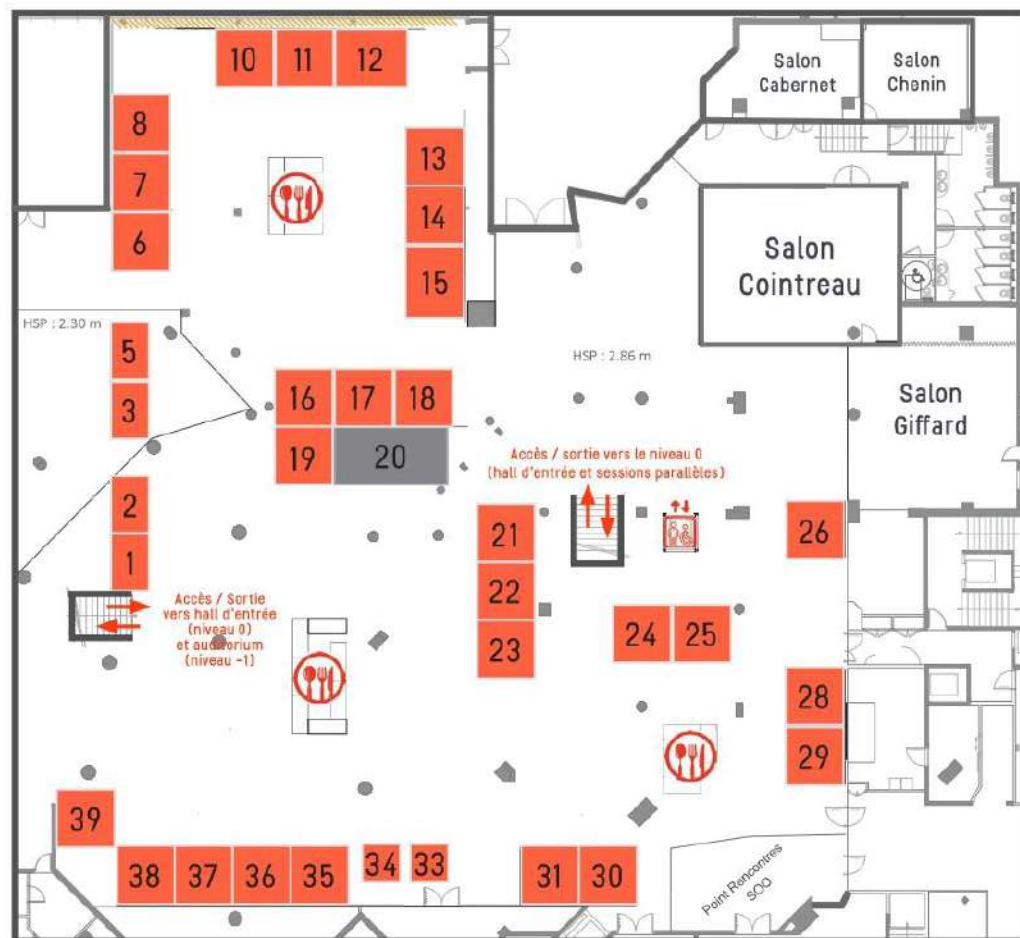 10 11 12
Salon
Cabernet
Salon
Chenin
8
7
6
13
14
15
Salon
Cointreau
HSP : 2.30 m
HSP : 2.86 m
5
3
16 17 18
19 20
Salon
Giffard
Accès / sortie vers le niveau 0
(hall d'entrée et sessions parallèles)
2
1
21
22
23
26
Accès / Sortie
vers hall d'entrée
(niveau 0)
et auditorium
(niveau -1)
24 25
28
29
39
38 37 36 35 34 33 31 30
Point Rencontres
SOO